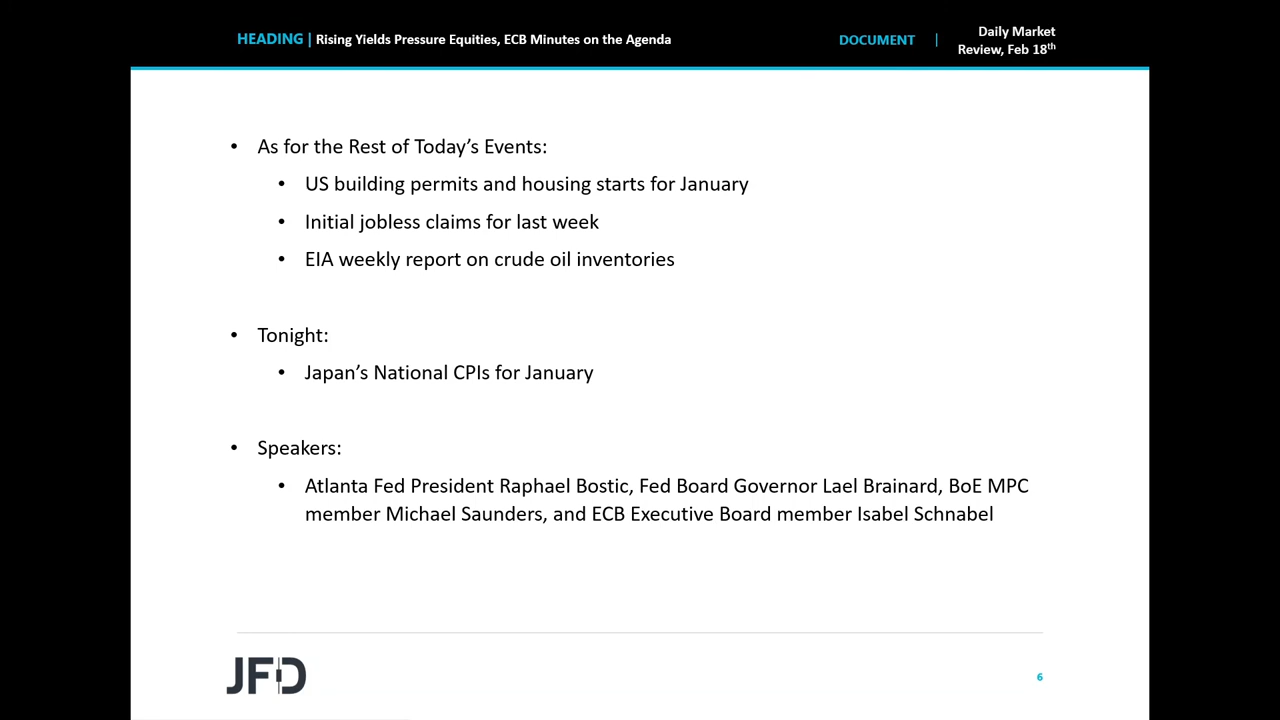 HEADING | Rising Yields Pressure Equities, ECB Minutes on the Agenda
DOCUMENT |
Daily Market
Review, Feb 18th
• As for the Rest of Today’s Events:
• US building permits and housing starts for January
• Initial jobless claims for last week
• EIA weekly report on crude oil inventories
• Tonight:
• Japan’s National CPIs for January
• Speakers:
• Atlanta Fed President Raphael Bostic, Fed Board Governor Lael Brainard, BoE MPC
member Michael Saunders, and ECB Executive Board member Isabel Schnabel
JFD
6